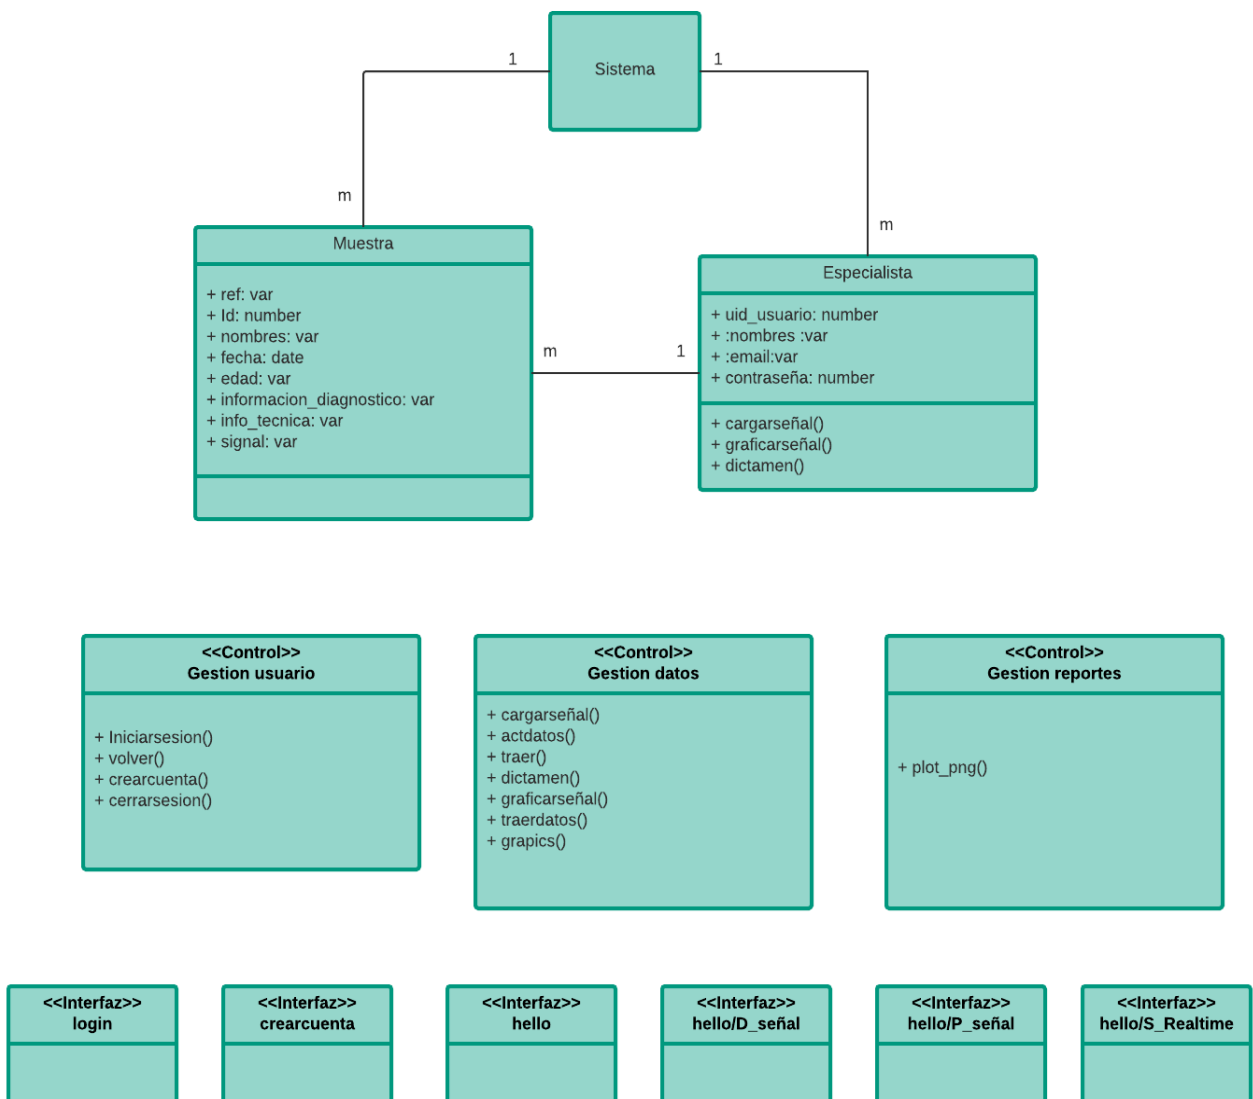 Sistema
1
1
m
m
Muestra
+ ref: var
+ Id: number
+ nombres: var
+ fecha: date
+ edad: var
+ informacion_diagnostico: var
+ info_tecnica: var
+ signal: var
m
1
Especialista
+ uid_usuario: number
+ :nombres :var
+ :email:var
+ contraseña: number
+ cargarseñal()
+ graficarseñal()
+ dictamen()
<<Control>>
Gestion usuario
+ Iniciarsesion()
+ volver()
+ crearcuenta()
+ cerrarsesion()
<<Control>>
Gestion datos
+ cargarseñal()
+ actdatos()
+ traer()
+ dictamen()
+ graficarseñal()
+ traerdatos()
+ grapics()
<<Control>>
Gestion reportes
+ plot_png()
<<Interfaz>>
login
<<Interfaz>>
crearcuenta
<<Interfaz>>
hello
<<Interfaz>>
hello/D_señal
<<Interfaz>>
hello/P_señal
<<Interfaz>>
hello/S_Realtime